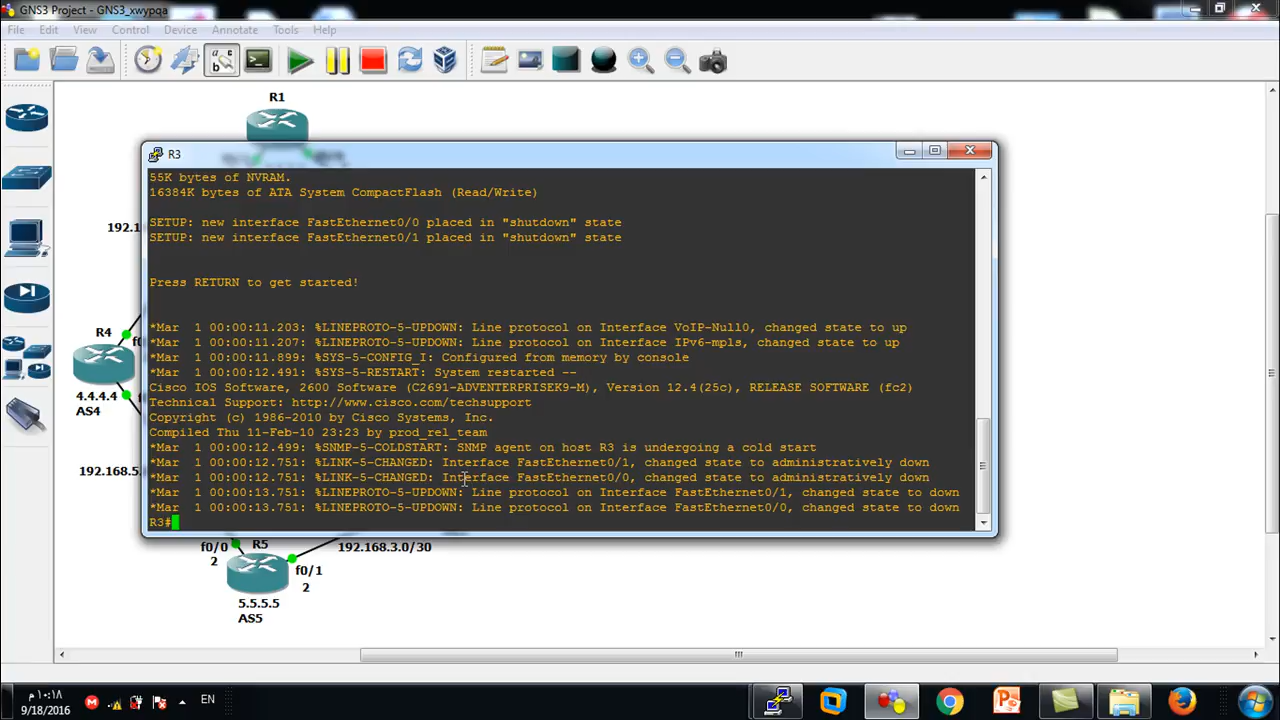 GNS3 Project - GNS3_xwypqa
File Edit View Control Device Annotate Tools Help
R1
192.1
R4
4.4.4.4
AS4
192.168.5
R3
55K bytes of NVRAM.
16384K bytes of ATA System CompactFlash (Read/Write)
SETUP: new interface FastEthernet0/0 placed in "shutdown" state
SETUP: new interface FastEthernet0/1 placed in "shutdown" state
Press RETURN to get started!
*Mar  1 00:00:11.203: %LINEPROTO-5-UPDOWN: Line protocol on Interface VoIP-Null0, changed state to up
*Mar  1 00:00:11.207: %LINEPROTO-5-UPDOWN: Line protocol on Interface IPv6-mpls, changed state to up
*Mar  1 00:00:11.899: %SYS-5-CONFIG_I: Configured from memory by console
*Mar  1 00:00:12.491: %SYS-5-RESTART: System restarted --
Cisco IOS Software, 2600 Software (C2691-ADVENTERPRISEK9-M), Version 12.4(25c), RELEASE SOFTWARE (fc2)
Technical Support: http://www.cisco.com/techsupport
Copyright (c) 1986-2010 by Cisco Systems, Inc.
Compiled Thu 11-Feb-10 23:23 by prod_rel_team
*Mar  1 00:00:12.499: %SNMP-5-COLDSTART: SNMP agent on host R3 is undergoing a cold start
*Mar  1 00:00:12.751: %LINK-5-CHANGED: Interface FastEthernet0/1, changed state to administratively down
*Mar  1 00:00:12.751: %LINK-5-CHANGED: Interface FastEthernet0/0, changed state to administratively down
*Mar  1 00:00:13.751: %LINEPROTO-5-UPDOWN: Line protocol on Interface FastEthernet0/1, changed state to down
*Mar  1 00:00:13.751: %LINEPROTO-5-UPDOWN: Line protocol on Interface FastEthernet0/0, changed state to down
R3#
f0/0 R5 192.168.3.0/30
2
f0/1
2
5.5.5.5
AS5
EN
١٠:١٨ م
9/18/2016